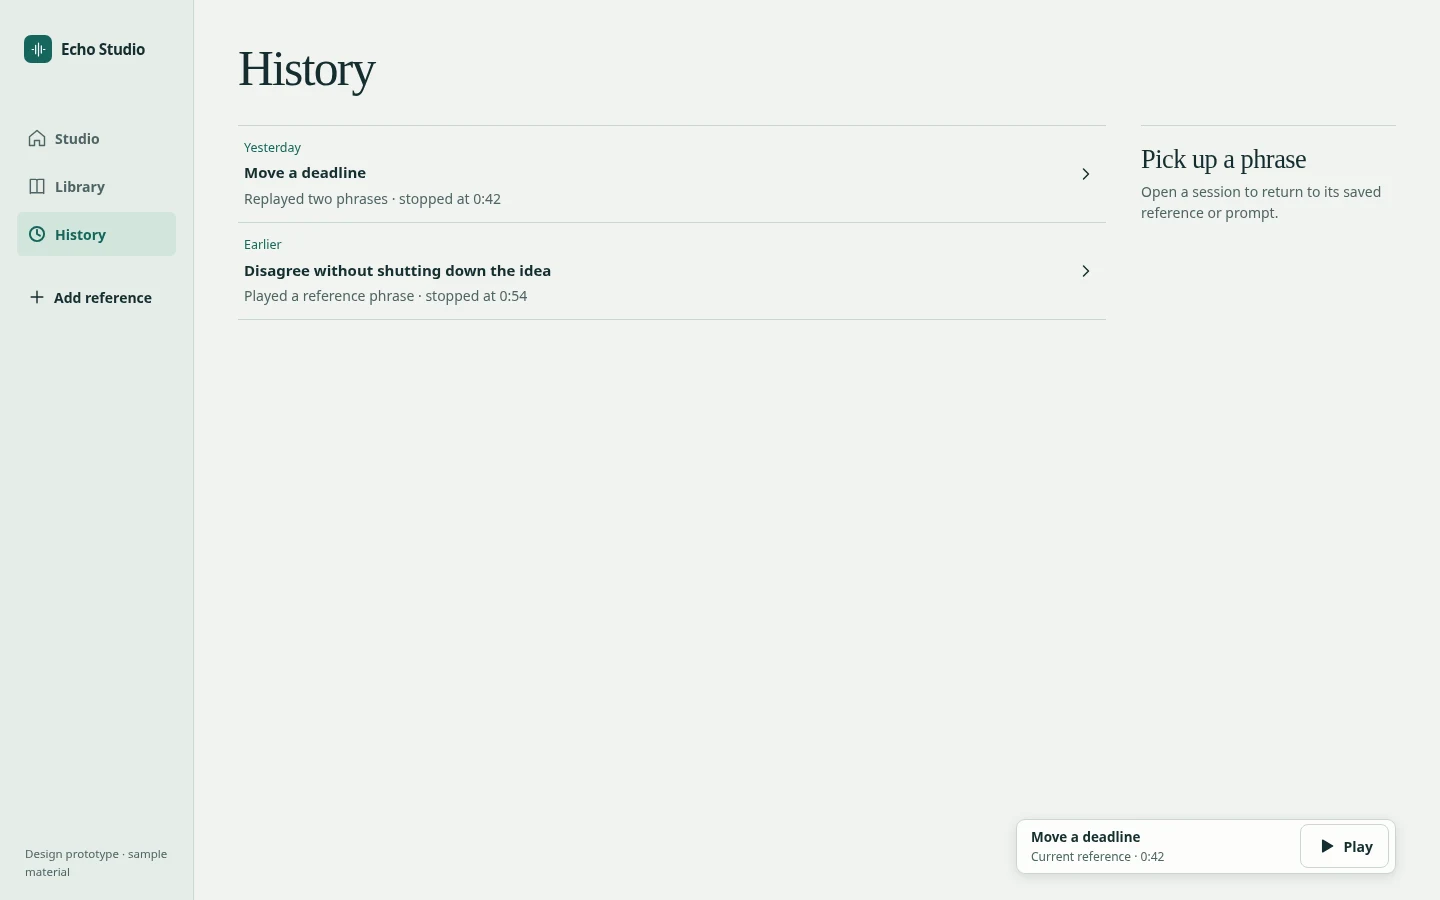 Echo Studio
Studio
Library
History
Add reference
Design prototype · sample
material
History
Yesterday
Move a deadline
Replayed two phrases · stopped at 0:42
Earlier
Disagree without shutting down the idea
Played a reference phrase · stopped at 0:54
Pick up a phrase
Open a session to return to its saved
reference or prompt.
Move a deadline
Current reference · 0:42
Play